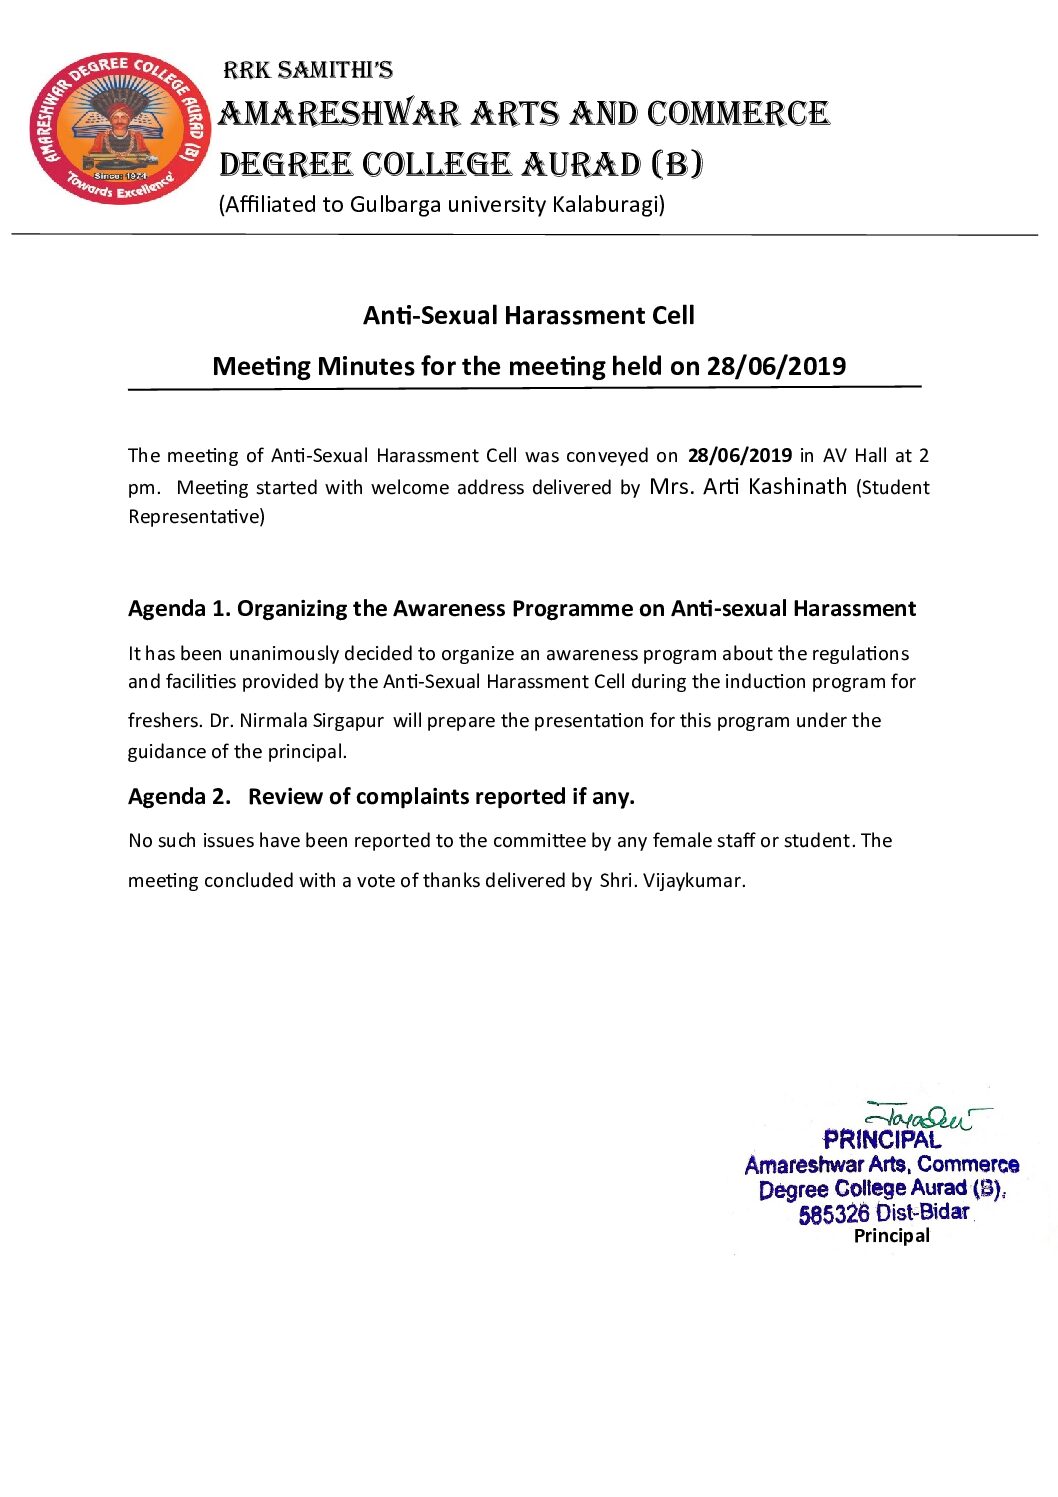 AMARESHWAR DEGREE COLLEGE AURAD (B)
Since: 1974
'Towards Excellence'
RRK SAMITHI'S
AMARESHWAR ARTS AND COMMERCE
DEGREE COLLEGE AURAD (B)
(Affiliated to Gulbarga university Kalaburagi)
Anti-Sexual Harassment Cell
Meeting Minutes for the meeting held on 28/06/2019
The meeting of Anti-Sexual Harassment Cell was conveyed on 28/06/2019 in AV Hall at 2
pm. Meeting started with welcome address delivered by Mrs. Arti Kashinath (Student
Representative)
Agenda 1. Organizing the Awareness Programme on Anti-sexual Harassment
It has been unanimously decided to organize an awareness program about the regulations
and facilities provided by the Anti-Sexual Harassment Cell during the induction program for
freshers. Dr. Nirmala Sirgapur will prepare the presentation for this program under the
guidance of the principal.
Agenda 2. Review of complaints reported if any.
No such issues have been reported to the committee by any female staff or student. The
meeting concluded with a vote of thanks delivered by Shri. Vijaykumar.
PRINCIPAL
Amareshwar Arts, Commerce
Degree College Aurad (B),
585326 Dist-Bidar
Principal